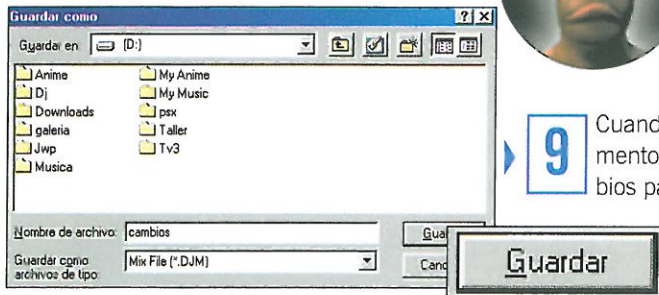 Guardar como
Guardar en: (D:)
Anime
Dj
Downloads
galeria
Jwp
Musica
My Anime
My Music
psx
Taller
Tv3
Nombre de archivo: cambios
Guardar como
archivos de tipo:
Mix File (*.DJM)
Gua
Canc
Guardar
9
Cuand
mento
bios pa